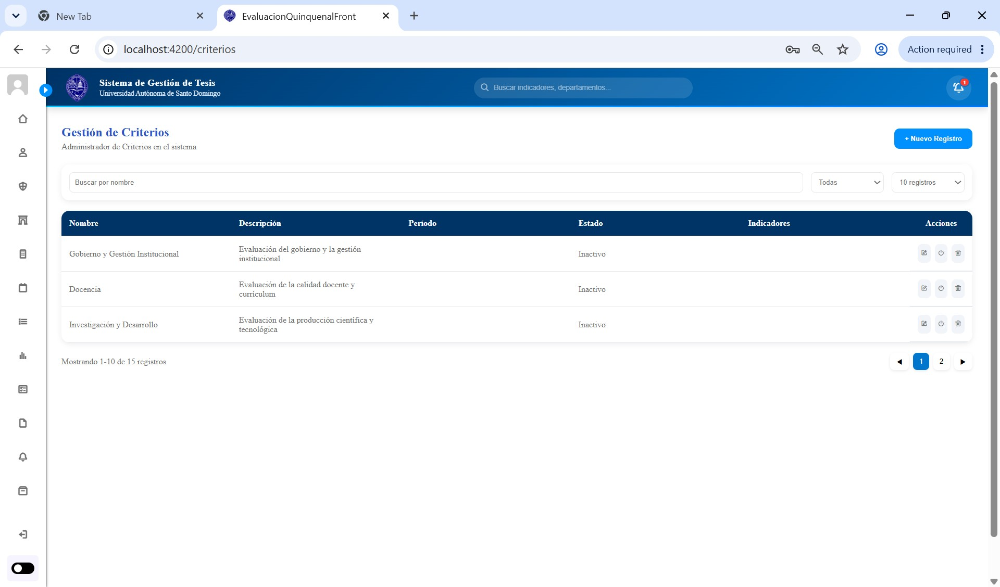 New Tab
EvaluacionQuinquenalFront
localhost:4200/criterios
Action required
Sistema de Gestión de Tesis
Universidad Autónoma de Santo Domingo
Buscar indicadores, departamentos...
1
Gestión de Criterios
Administrador de Criterios en el sistema
+ Nuevo Registro
Buscar por nombre
Todas
10 registros
Nombre Descripción Período Estado Indicadores Acciones
Gobierno y Gestión Institucional
Evaluación del gobierno y la gestión
institucional
Inactivo
Docencia
Evaluación de la calidad docente y
currículum
Inactivo
Investigación y Desarrollo
Evaluación de la producción científica y
tecnológica
Inactivo
Mostrando 1-10 de 15 registros
1 2